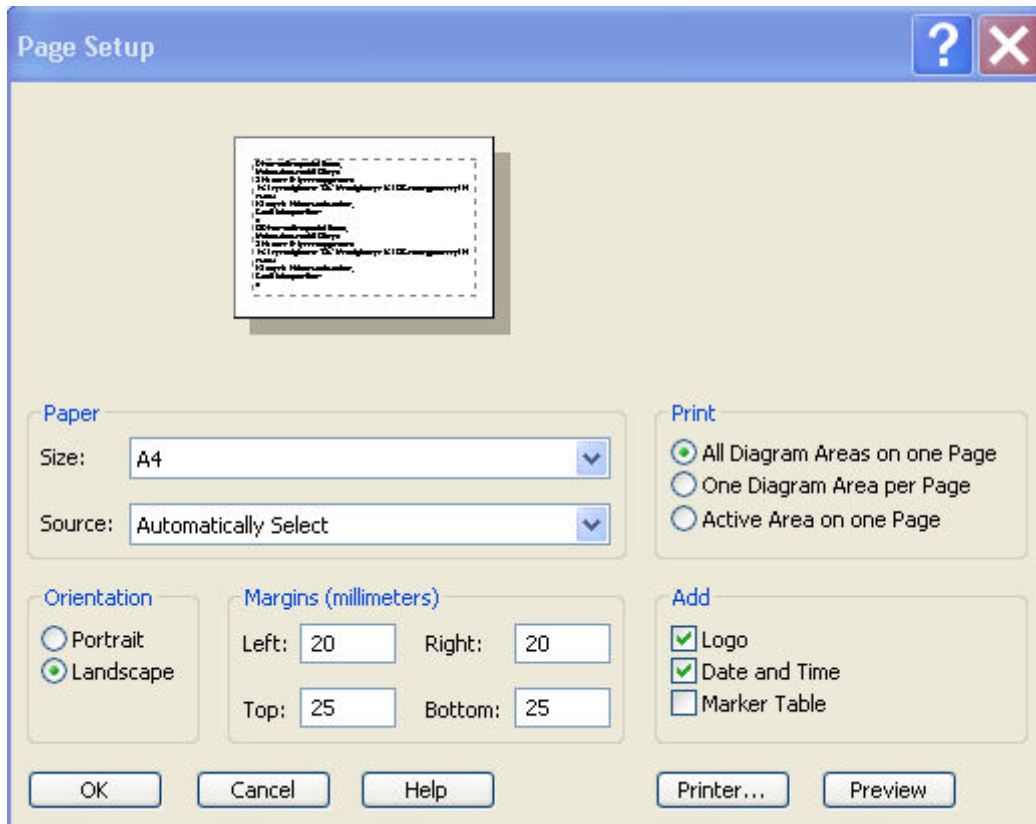 Page Setup
Paper
Size: A4
Source: Automatically Select
Print
All Diagram Areas on one Page
One Diagram Area per Page
Active Area on one Page
Orientation
Portrait
Landscape
Margins (millimeters)
Left: 20 Right: 20
Top: 25 Bottom: 25
Add
Logo
Date and Time
Marker Table
OK Cancel Help Printer... Preview